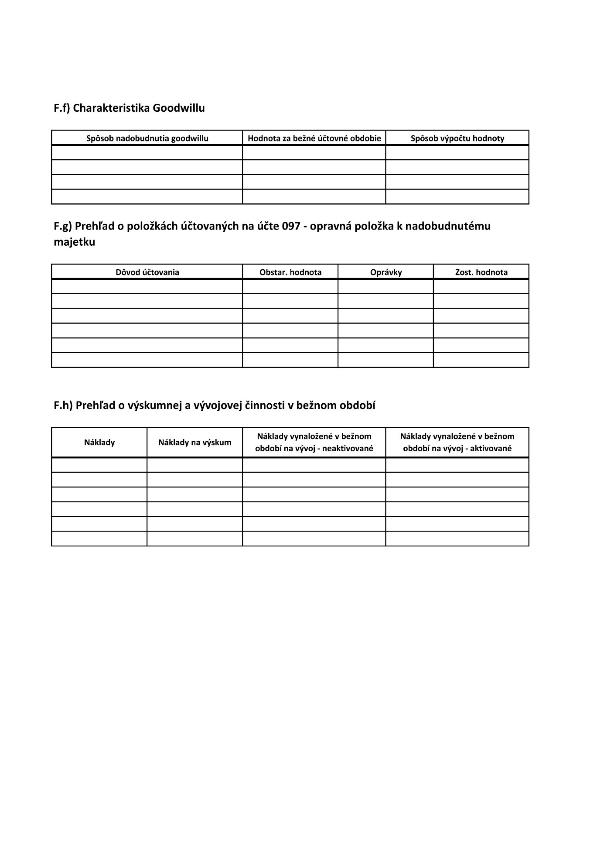 F.f) Charakteristika Goodwillu
Spôsob nadobudnutia goodwillu Hodnota za bežné účtovné obdobie Spôsob výpočtu hodnoty
F.g) Prehľad o položkách účtovaných na účte 097 - opravná položka k nadobudnutému
majetku
Dôvod účtovania Obstar. hodnota Oprávky Zost. hodnota
F.h) Prehľad o výskumnej a vývojovej činnosti v bežnom období
Náklady Náklady na výskum Náklady vynaložené v bežnom Náklady vynaložené v bežnom
období na vývoj - neaktivované období na vývoj - aktivované